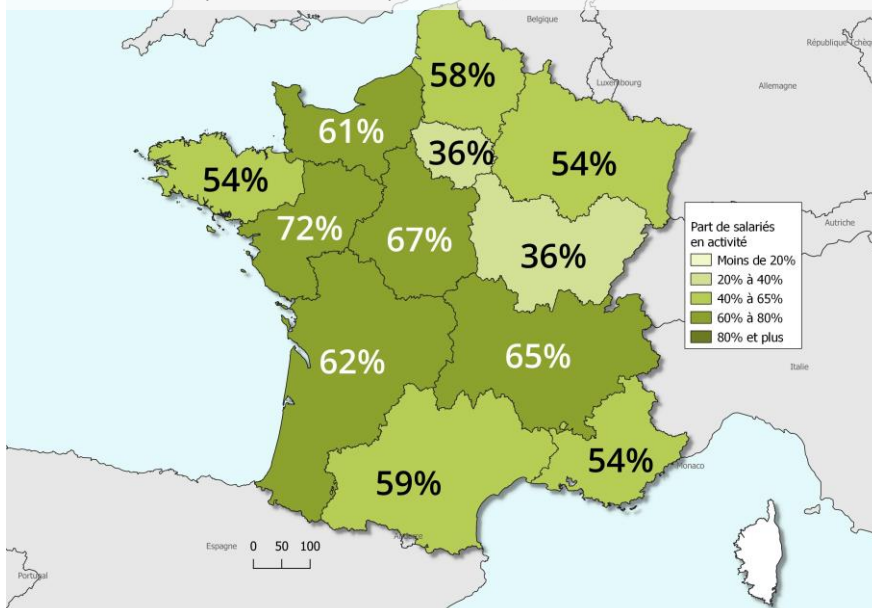 Belgique
République Tchèque
58%
Luxembourg
Allemagne
61%
36%
54%
54%
72%
67%
36%
Part de salariés
en activité
Moins de 20%
20% à 40%
40% à 65%
60% à 80%
80% et plus
Autriche
62%
65%
Italie
54%
Monaco
59%
Espagne
0 50 100
Portugal